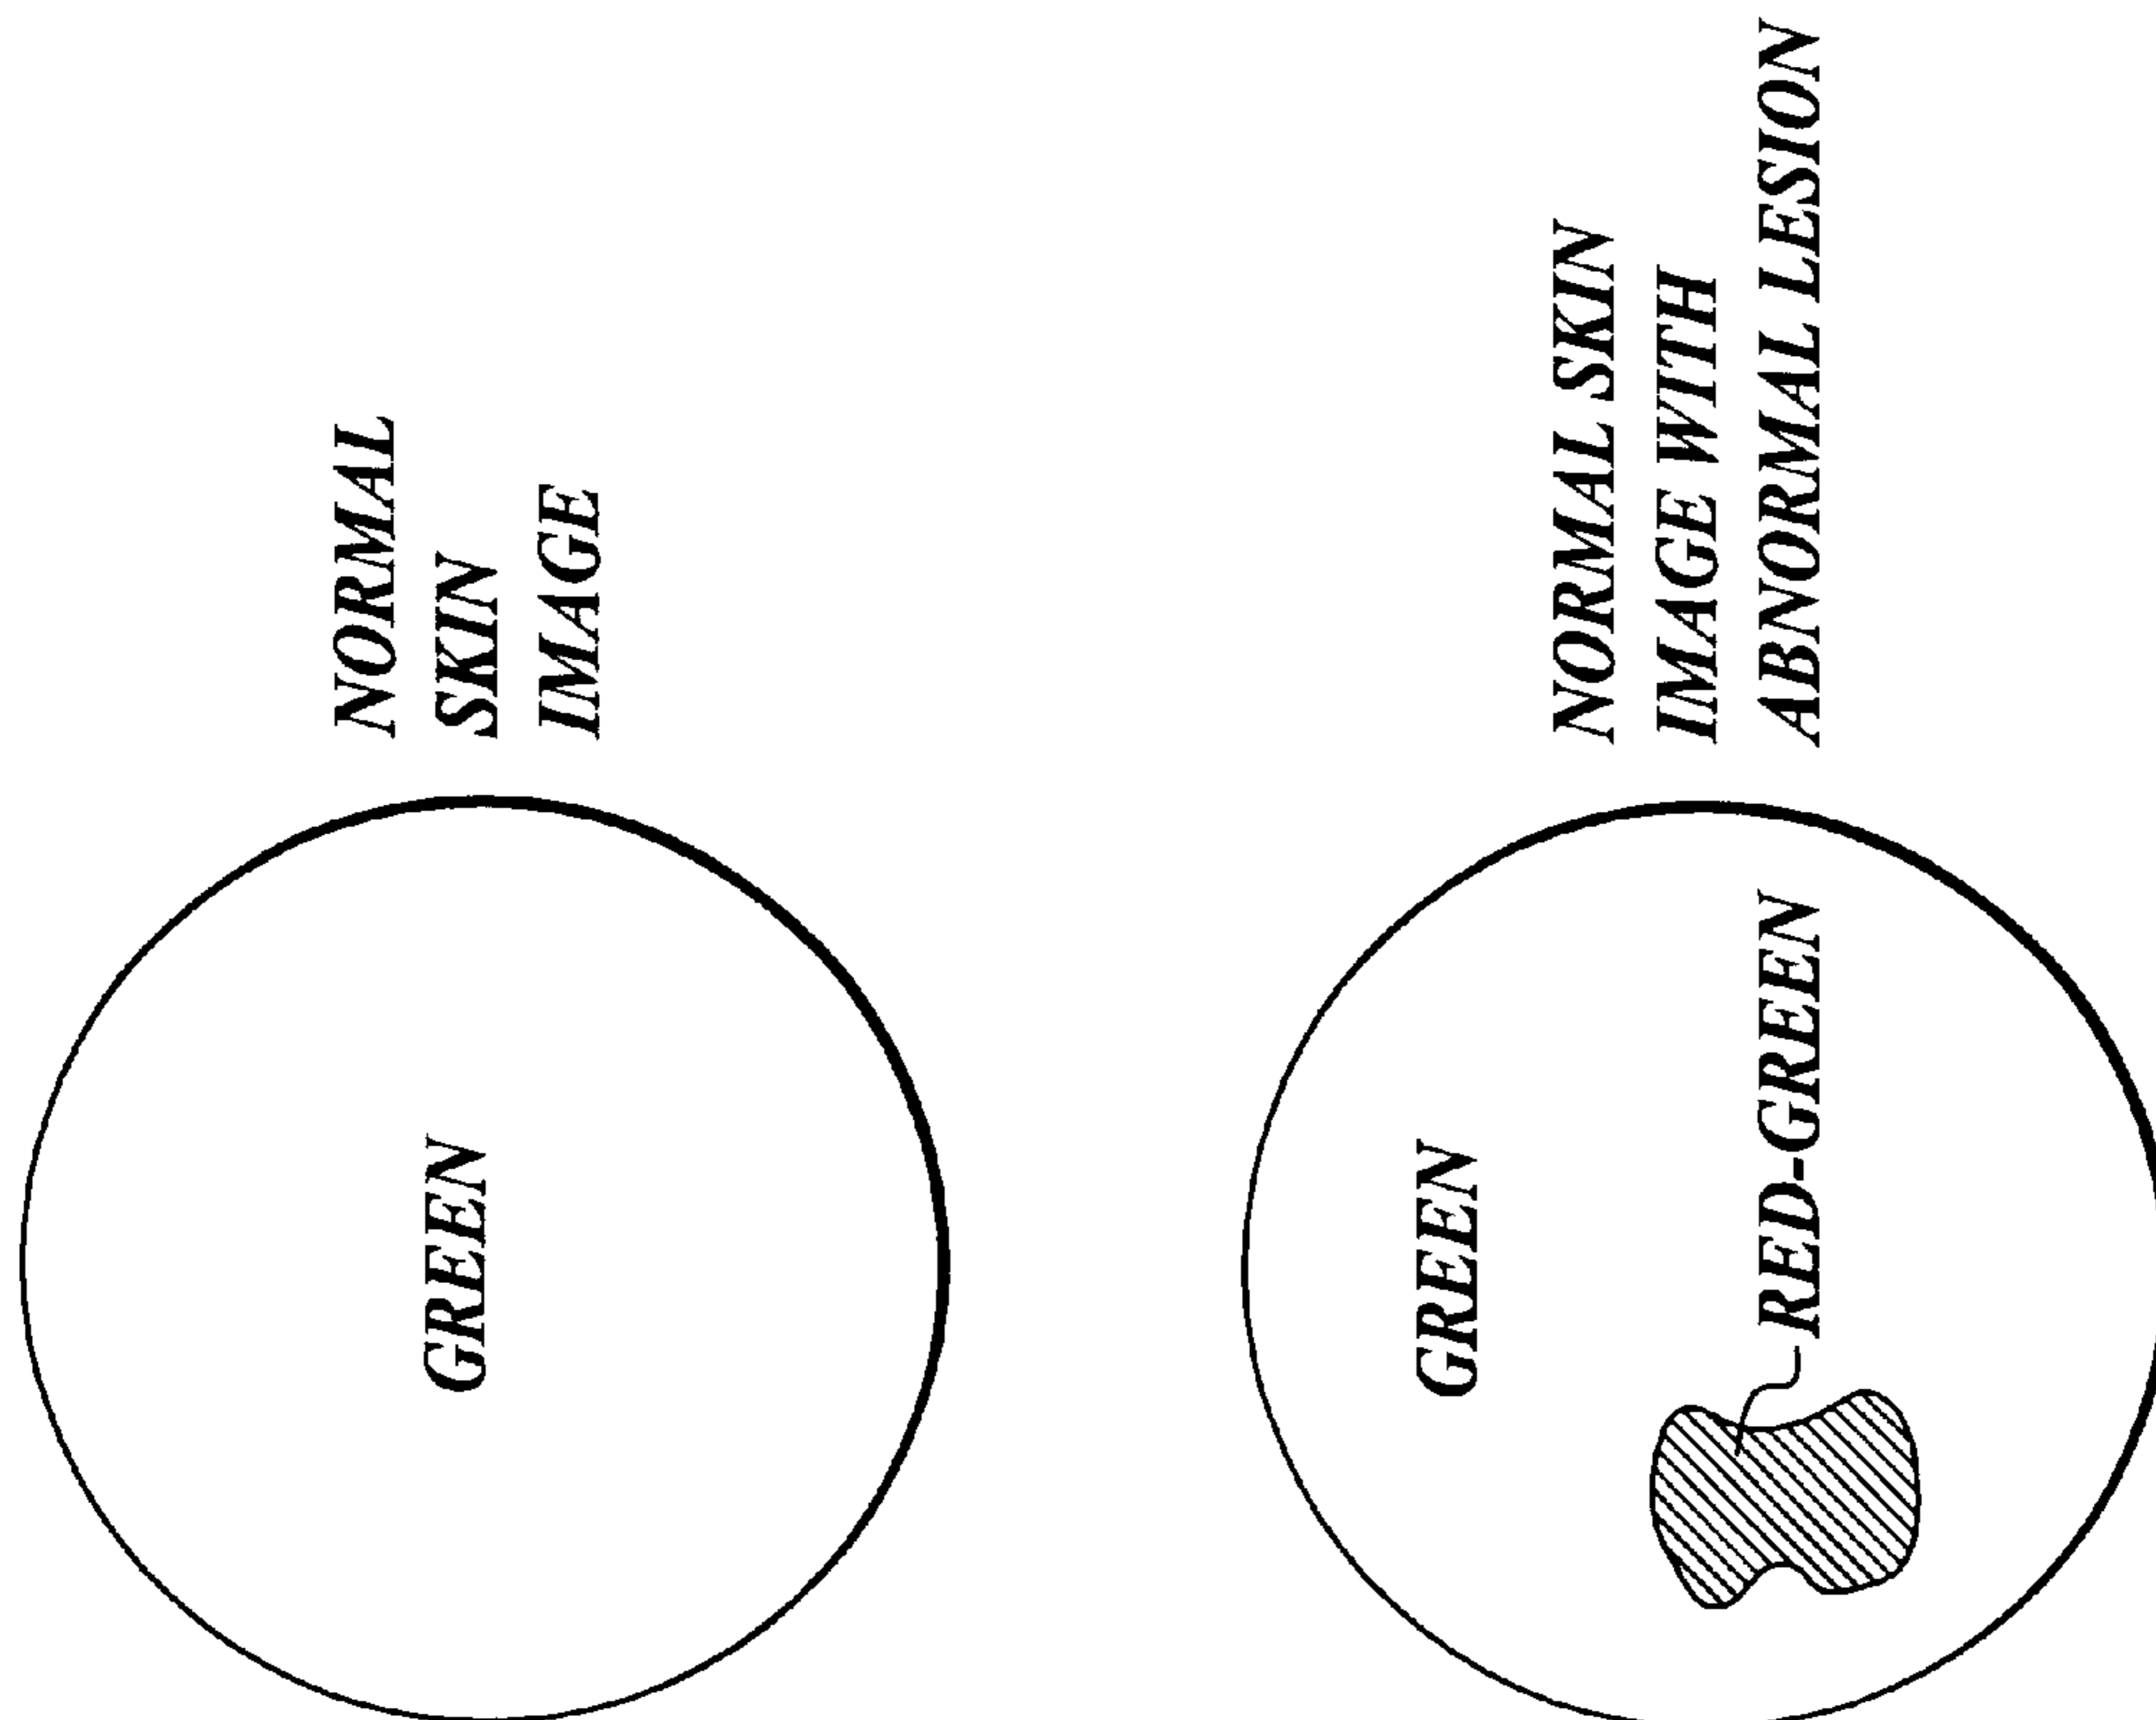 GREEN
NORMAL
SKIN
IMAGE
GREEN
RED-GREEN
NORMAL SKIN
IMAGE WITH
ABNORMAL LESION